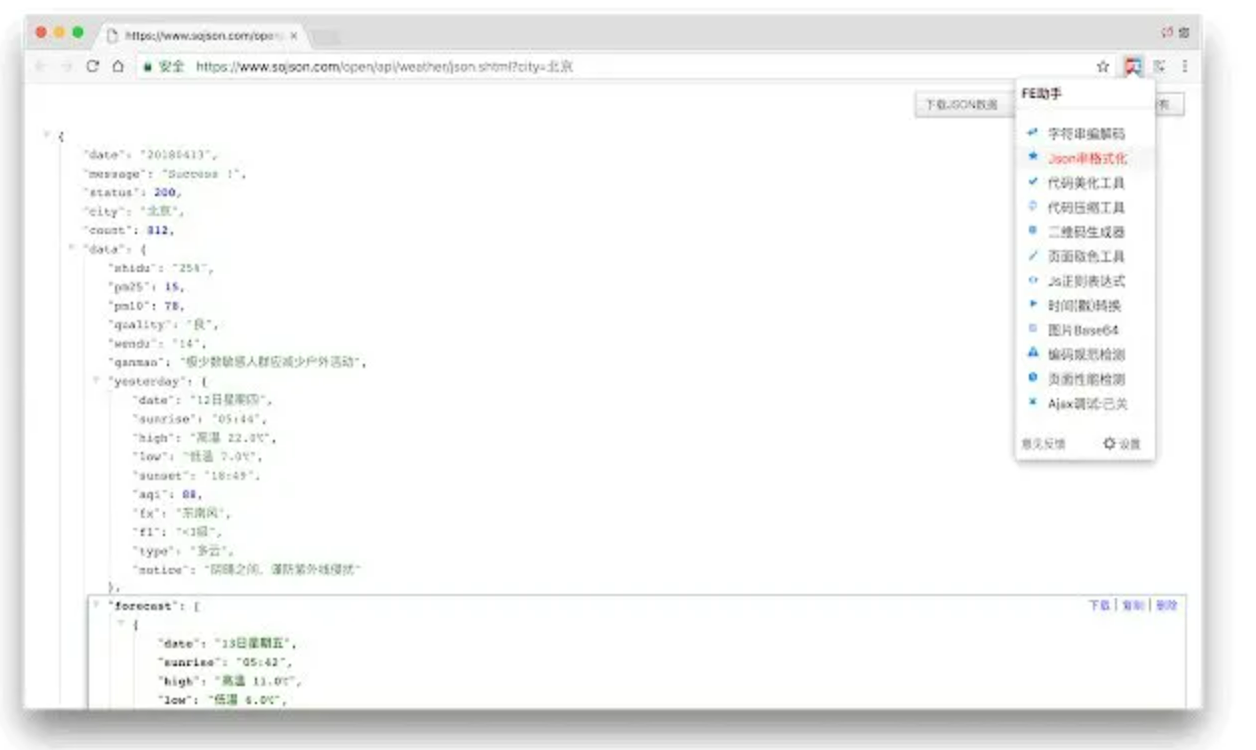 https://www.sojson.com/open
安全 https://www.sojson.com/open/api/weather/json.shtml?city=北京
下载JSON数据
FE助手
字符串编解码
Json串格式化
代码美化工具
代码压缩工具
二维码生成器
页面取色工具
Js正则表达式
时间(戳)转换
图片Base64
编码规范检测
页面性能检测
Ajax调试:已关
意见反馈 设置
{
"date": "20180413",
"message": "Success !",
"status": 200,
"city": "北京",
"count": 812,
"data": {
"shidu": "25%",
"pm25": 15,
"pm10": 78,
"quality": "良",
"wendu": "14",
"ganmao": "极少数敏感人群应减少户外活动",
"yesterday": {
"date": "12日星期四",
"sunrise": "05:44",
"high": "高温 22.0℃",
"low": "低温 7.0℃",
"sunset": "18:49",
"aqi": 88,
"fx": "东南风",
"fl": "<3级",
"type": "多云",
"notice": "阴晴之间，谨防紫外线侵扰"
},
"forecast": [
下载 | 复制 | 删除
{
"date": "13日星期五",
"sunrise": "05:42",
"high": "高温 11.0℃",
"low": "低温 6.0℃",